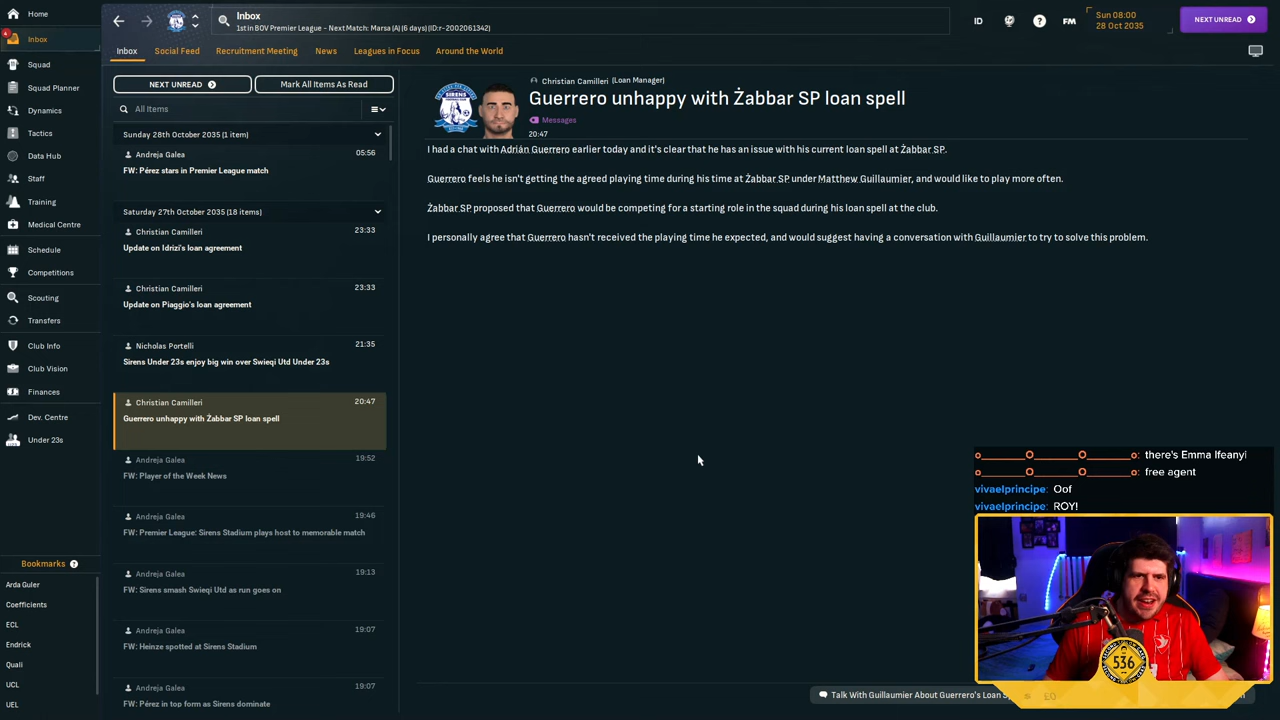 Home
Inbox
Squad
Squad Planner
Dynamics
Tactics
Data Hub
Staff
Training
Medical Centre
Schedule
Competitions
Scouting
Transfers
Club Info
Club Vision
Finances
Dev. Centre
Under 23s
Bookmarks
Arda Guler
Coefficients
ECL
Endrick
Quali
UCL
UEL
Inbox
1st in BOV Premier League - Next Match: Marsa (A) (6 days) (ID:r-2002061342)
ID
FM
Sun 08:00
28 Oct 2035
NEXT UNREAD
Inbox
Social Feed
Recruitment Meeting
News
Leagues in Focus
Around the World
NEXT UNREAD
Mark All Items As Read
All Items
Sunday 28th October 2035 (1 item)
Andreja Galea
05:56
FW: Pérez stars in Premier League match
Saturday 27th October 2035 (18 items)
Christian Camilleri
23:33
Update on Idrizi's loan agreement
Christian Camilleri
23:33
Update on Piaggio's loan agreement
Nicholas Portelli
21:35
Sirens Under 23s enjoy big win over Swieqi Utd Under 23s
Christian Camilleri
20:47
Guerrero unhappy with Żabbar SP loan spell
Andreja Galea
19:52
FW: Player of the Week News
Andreja Galea
19:46
FW: Premier League: Sirens Stadium plays host to memorable match
Andreja Galea
19:13
FW: Sirens smash Swieqi Utd as run goes on
Andreja Galea
19:07
FW: Heinze spotted at Sirens Stadium
Andreja Galea
19:07
FW: Pérez in top form as Sirens dominate
SIRENS
Christian Camilleri (Loan Manager)
Guerrero unhappy with Żabbar SP loan spell
Messages
20:47
I had a chat with Adrián Guerrero earlier today and it's clear that he has an issue with his current loan spell at Żabbar SP.
Guerrero feels he isn't getting the agreed playing time during his time at Żabbar SP under Matthew Guillaumier, and would like to play more often.
Żabbar SP proposed that Guerrero would be competing for a starting role in the squad during his loan spell at the club.
I personally agree that Guerrero hasn't received the playing time he expected, and would suggest having a conversation with Guillaumier to try to solve this problem.
o______O______O______o: there's Emma Ifeanyi
o______O______O______o: free agent
vivaelprincipe: Oof
vivaelprincipe: ROY!
Talk With Guillaumier About Guerrero's Loan
£0
536